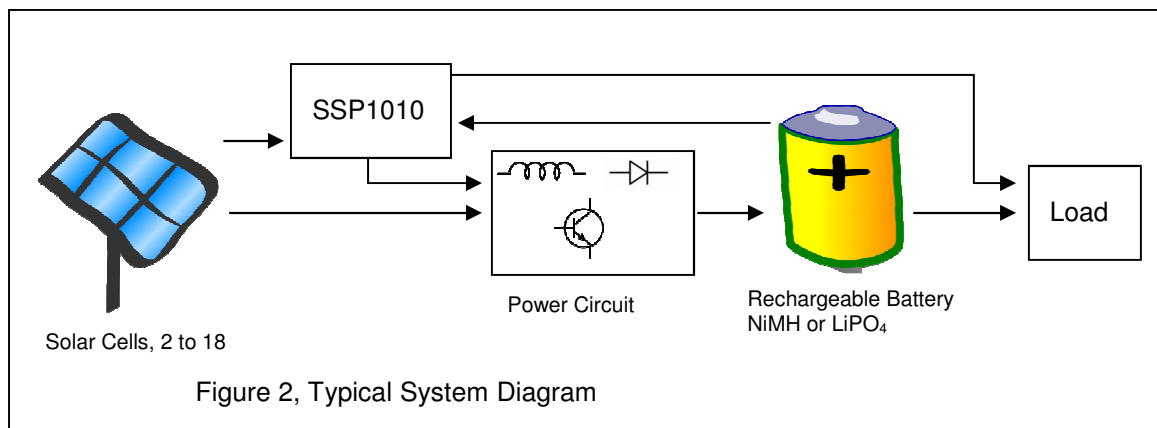 SSP1010
Load
Power Circuit
Rechargeable Battery
NiMH or LiPO₄
Solar Cells, 2 to 18
Figure 2, Typical System Diagram